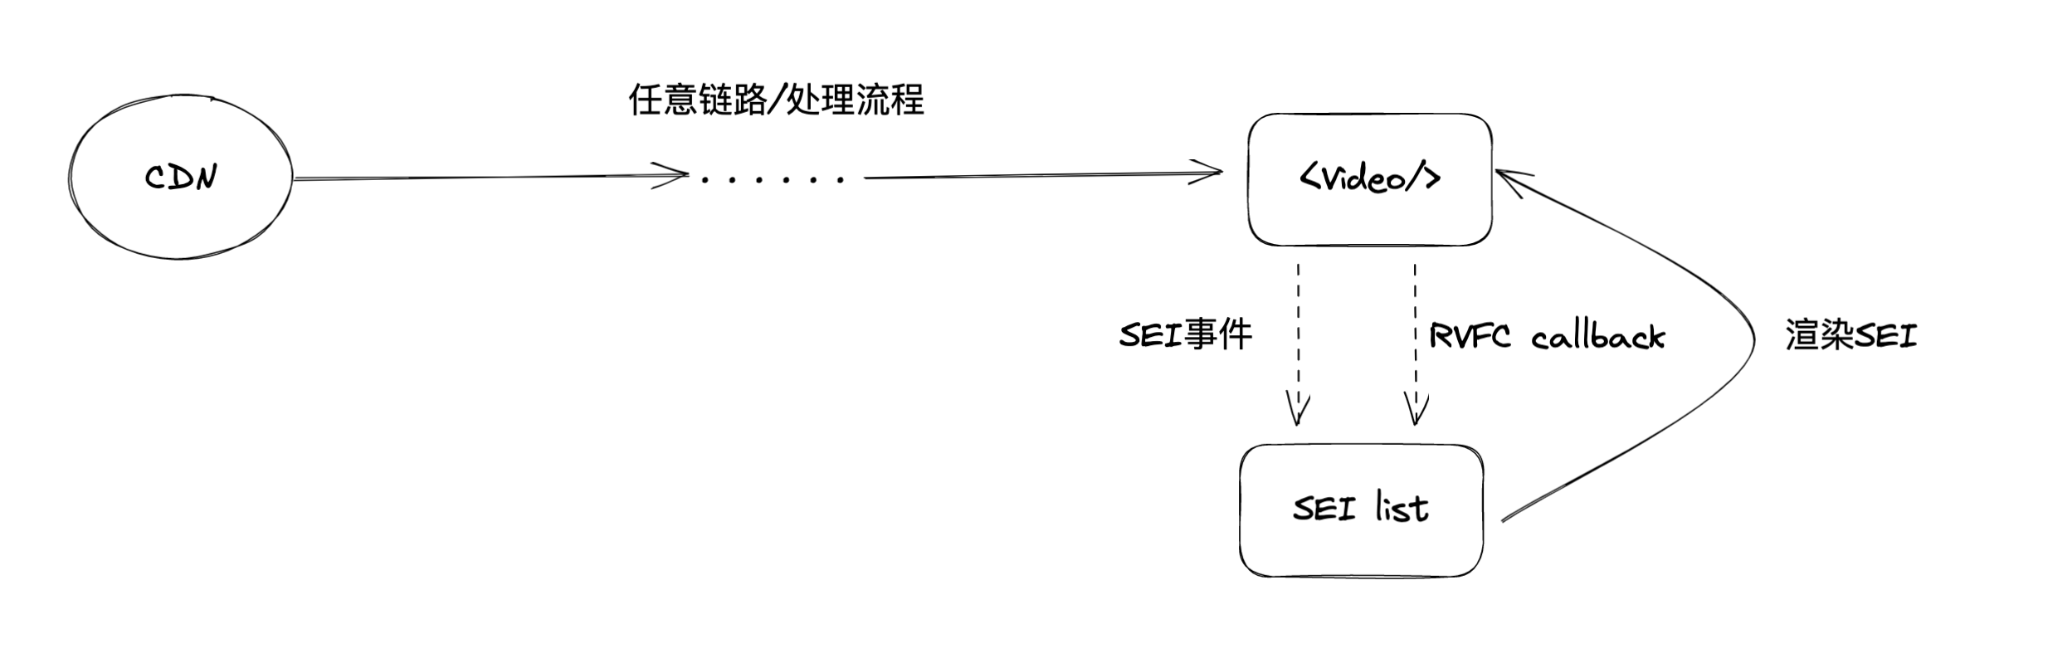 任意链路/处理流程
CDN
......
<Video/>
SEI事件
RVFC callback
渲染SEI
SEI list